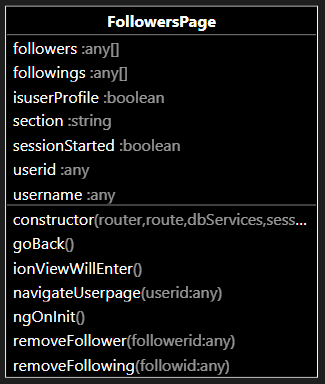 FollowersPage
followers :any[]
followings :any[]
isuserProfile :boolean
section :string
sessionStarted :boolean
userid :any
username :any
constructor(router,route,dbServices,sess...
goBack()
ionViewWillEnter()
navigateUserpage(userid:any)
ngOnInit()
removeFollower(followerid:any)
removeFollowing(followid:any)